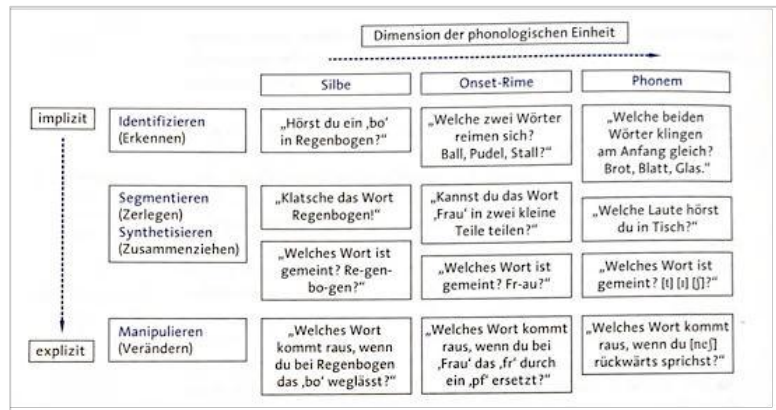 Dimension der phonologischen Einheit
Silbe
Onset-Rime
Phonem
implizit
Identifizieren
(Erkennen)
„Hörst du ein ‚bo‘
in Regenbogen?“
„Welche zwei Wörter
reimen sich?
Ball, Pudel, Stall?“
„Welche beiden
Wörter klingen
am Anfang gleich?
Brot, Blatt, Glas.“
Segmentieren
(Zerlegen)
Synthetisieren
(Zusammenziehen)
„Klatsche das Wort
Regenbogen!“
„Kannst du das Wort
‚Frau‘ in zwei kleine
Teile teilen?“
„Welche Laute hörst
du in Tisch?“
„Welches Wort ist
gemeint? Re-gen-
bo-gen?“
„Welches Wort ist
gemeint? Fr-au?“
„Welches Wort ist
gemeint? [t] [ɪ] [ʃ]?“
explizit
Manipulieren
(Verändern)
„Welches Wort
kommt raus, wenn
du bei Regenbogen
das ‚bo‘ weglässt?“
„Welches Wort kommt
raus, wenn du bei
‚Frau‘ das ‚fr‘ durch
ein ‚pf‘ ersetzt?“
„Welches Wort kommt
raus, wenn du [neʃ]
rückwärts sprichst?“